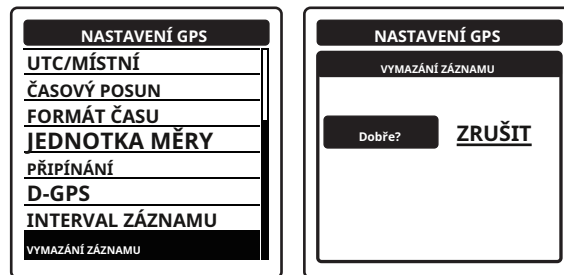 NASTAVENÍ GPS
UTC/MÍSTNÍ
ČASOVÝ POSUN
FORMÁT ČASU
JEDNOTKA MĚRY
PŘIPÍNÁNÍ
D-GPS
INTERVAL ZÁZNAMU
VYMAZÁNÍ ZÁZNAMU
NASTAVENÍ GPS
VYMAZÁNÍ ZÁZNAMU
Dobře? ZRUŠIT